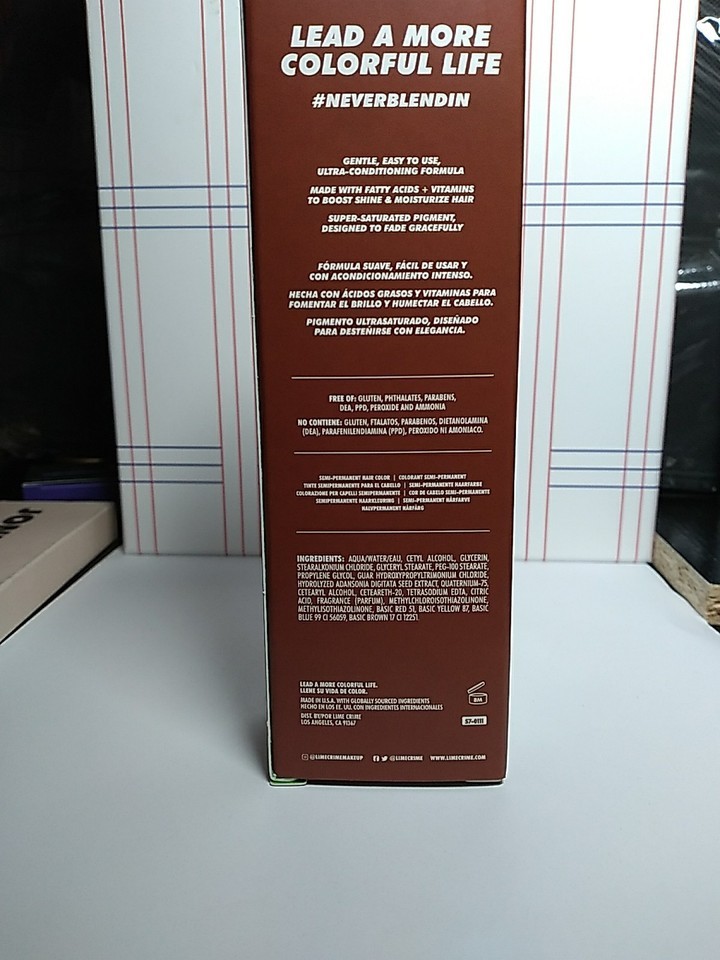 LEAD A MORE
COLORFUL LIFE
#NEVERBLENDIN
GENTLE, EASY TO USE,
ULTRA-CONDITIONING FORMULA
MADE WITH FATTY ACIDS + VITAMINS
TO BOOST SHINE & MOISTURIZE HAIR
SUPER-SATURATED PIGMENT,
DESIGNED TO FADE GRACEFULLY
FÓRMULA SUAVE, FÁCIL DE USAR Y
CON ACONDICIONAMIENTO INTENSO.
HECHA CON ÁCIDOS GRASOS Y VITAMINAS PARA
FOMENTAR EL BRILLO Y HUMECTAR EL CABELLO.
PIGMENTO ULTRASATURADO, DISEÑADO
PARA DESTEÑIRSE CON ELEGANCIA.
FREE OF: GLUTEN, PHTHALATES, PARABENS,
DEA, PPD, PEROXIDE AND AMMONIA
NO CONTIENE: GLUTEN, FTALATOS, PARABENOS, DIETANOLAMINA
(DEA), PARAFENILENDIAMINA (PPD), PEROXIDO NI AMONIACO.
SEMI-PERMANENT HAIR COLOR | COLORANT SEMI-PERMANENT
TINTE SEMIPERMANENTE PARA EL CABELLO | SEMI-PERMANENTE HAARFARBE
COLORAZIONE PER CAPELLI SEMIPERMANENTE | COR DE CABELO SEMI-PERMANENTE
SEMIPERMANENTE HAARKLEURING | SEMI-PERMANENT HÅRFARVE
HALVPERMANENT HÅRFÄRG
INGREDIENTS: AQUA/WATER/EAU, CETYL ALCOHOL, GLYCERIN,
STEARALKONIUM CHLORIDE, GLYCERYL STEARATE, PEG-100 STEARATE,
PROPYLENE GLYCOL, GUAR HYDROXYPROPYLTRIMONIUM CHLORIDE,
HYDROLYZED ADANSONIA DIGITATA SEED EXTRACT, QUATERNIUM-75,
CETEARYL ALCOHOL, CETEARETH-20, TETRASODIUM EDTA, CITRIC
ACID, FRAGRANCE (PARFUM), METHYLCHLOROISOTHIAZOLINONE,
METHYLISOTHIAZOLINONE, BASIC RED 51, BASIC YELLOW 87, BASIC
BLUE 99 CI 56059, BASIC BROWN 17 CI 12251.
LEAD A MORE COLORFUL LIFE.
LLENE SU VIDA DE COLOR.
MADE IN U.S.A. WITH GLOBALLY SOURCED INGREDIENTS
HECHO EN LOS EE. UU. CON INGREDIENTES INTERNACIONALES
DIST. BY/POR LIME CRIME
LOS ANGELES, CA 91367
57-0111
@LIMECRIMEMAKEUP @LIMECRIME WWW.LIMECRIME.COM